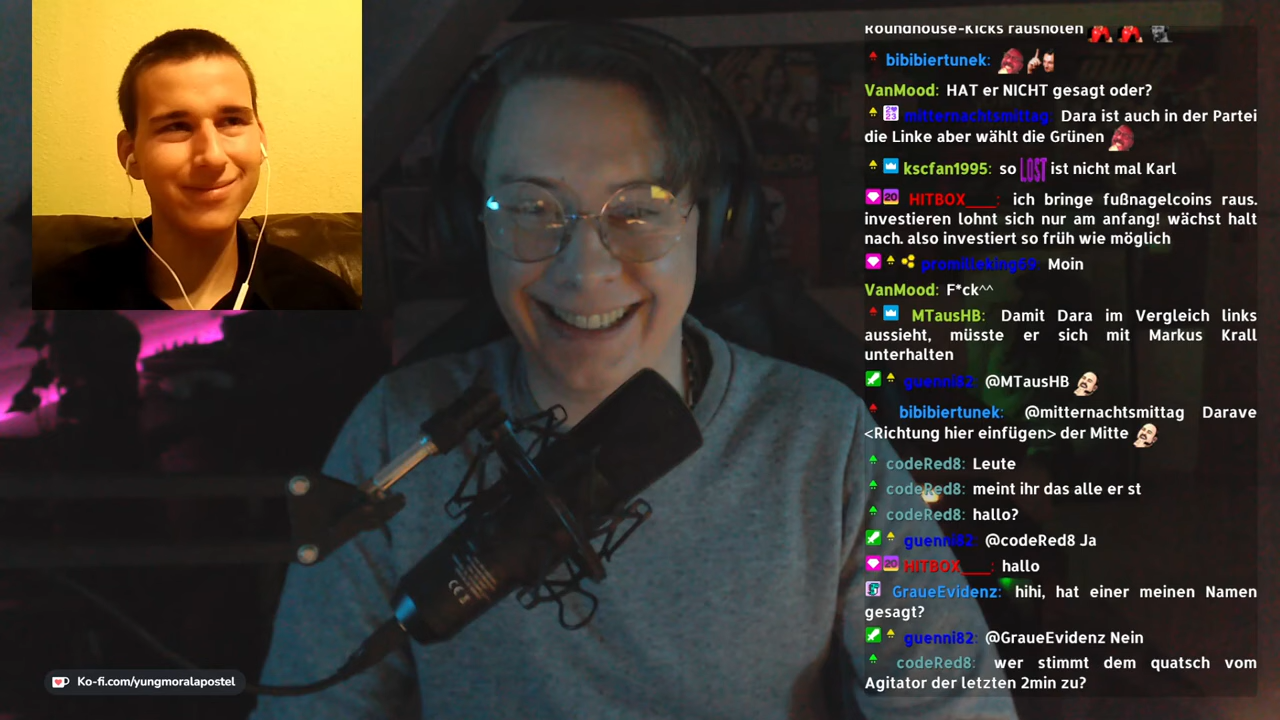 Roundhouse-Kicks rausholen
bibibiertunek:
VanMood: HAT er NICHT gesagt oder?
mitternachtsmittag: Dara ist auch in der Partei
die Linke aber wählt die Grünen
kscfan1995: so LOST ist nicht mal Karl
20 HITBOX___: ich bringe fußnagelcoins raus.
investieren lohnt sich nur am anfang! wächst halt
nach. also investiert so früh wie möglich
promilleking69: Moin
VanMood: F*ck^^
MTausHB: Damit Dara im Vergleich links
aussieht, müsste er sich mit Markus Krall
unterhalten
guenni82: @MTausHB
bibibiertunek: @mitternachtsmittag Darave
<Richtung hier einfügen> der Mitte
codeRed8: Leute
codeRed8: meint ihr das alle er st
codeRed8: hallo?
guenni82: @codeRed8 Ja
20 HITBOX___: hallo
GraueEvidenz: hihi, hat einer meinen Namen
gesagt?
guenni82: @GraueEvidenz Nein
codeRed8: wer stimmt dem quatsch vom
Agitator der letzten 2min zu?
Ko-fi.com/yungmoralapostel